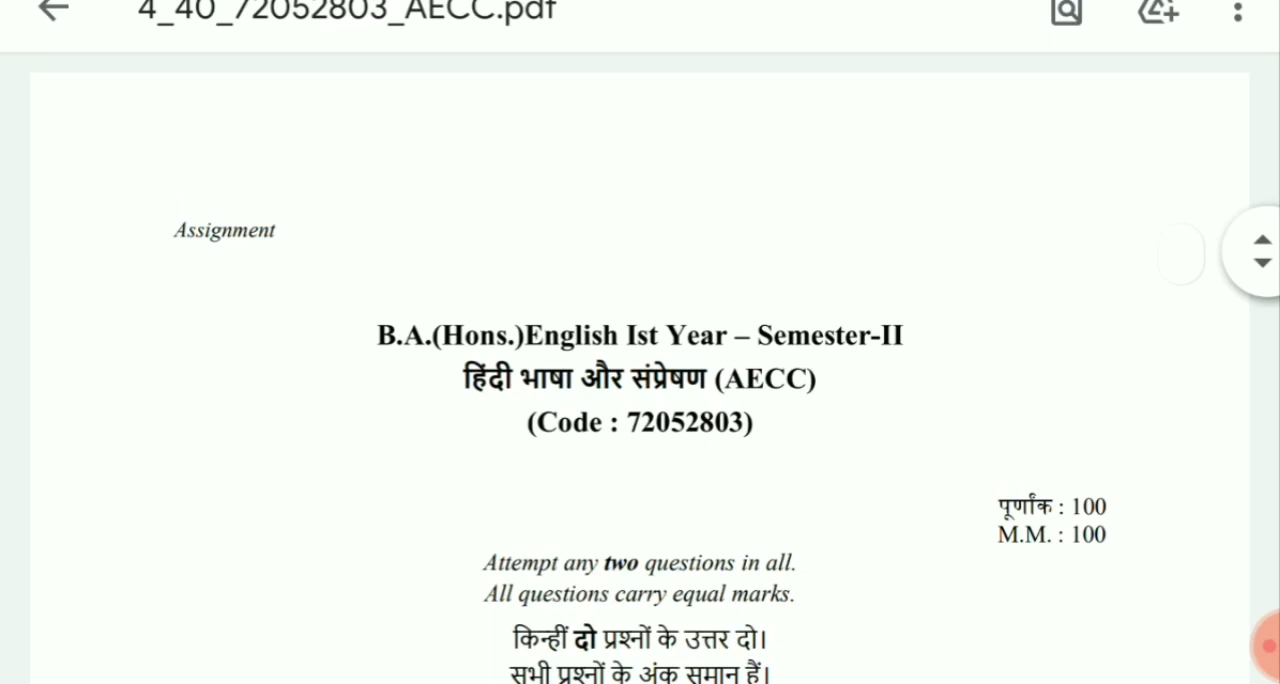 4_40_72052803_AECC.pdf
Assignment
B.A.(Hons.)English Ist Year – Semester-II
हिंदी भाषा और संप्रेषण (AECC)
(Code : 72052803)
पूर्णांक : 100
M.M. : 100
Attempt any two questions in all.
All questions carry equal marks.
किन्हीं दो प्रश्नों के उत्तर दो।
सभी प्रश्नों के अंक समान हैं।